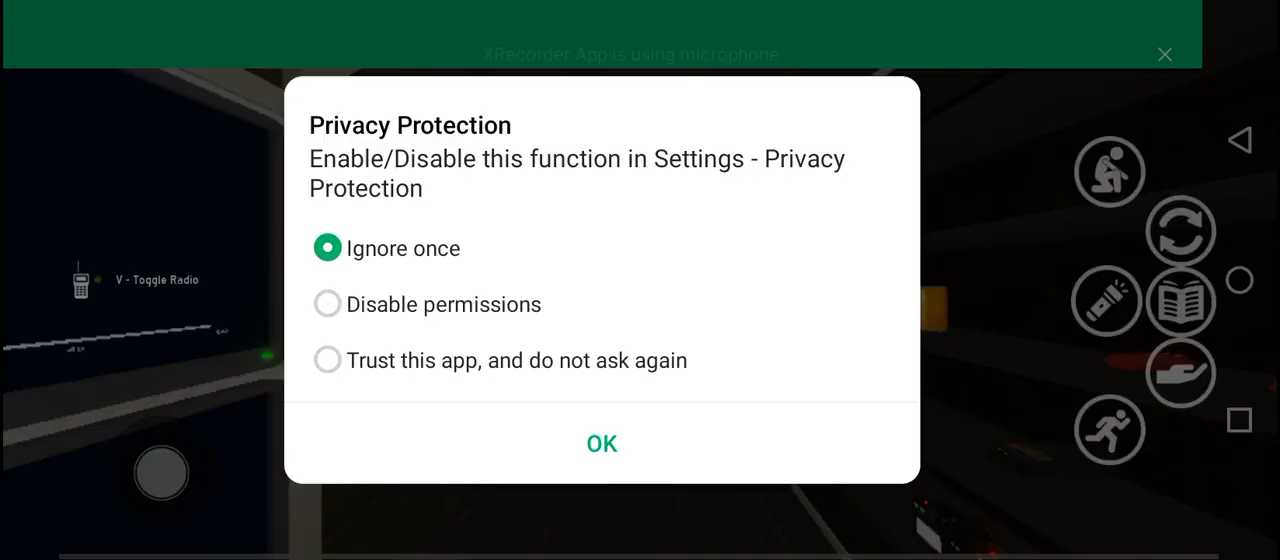 XRecorder App is using microphone
Privacy Protection
Enable/Disable this function in Settings - Privacy
Protection
Ignore once
Disable permissions
Trust this app, and do not ask again
OK
V - Toggle Radio